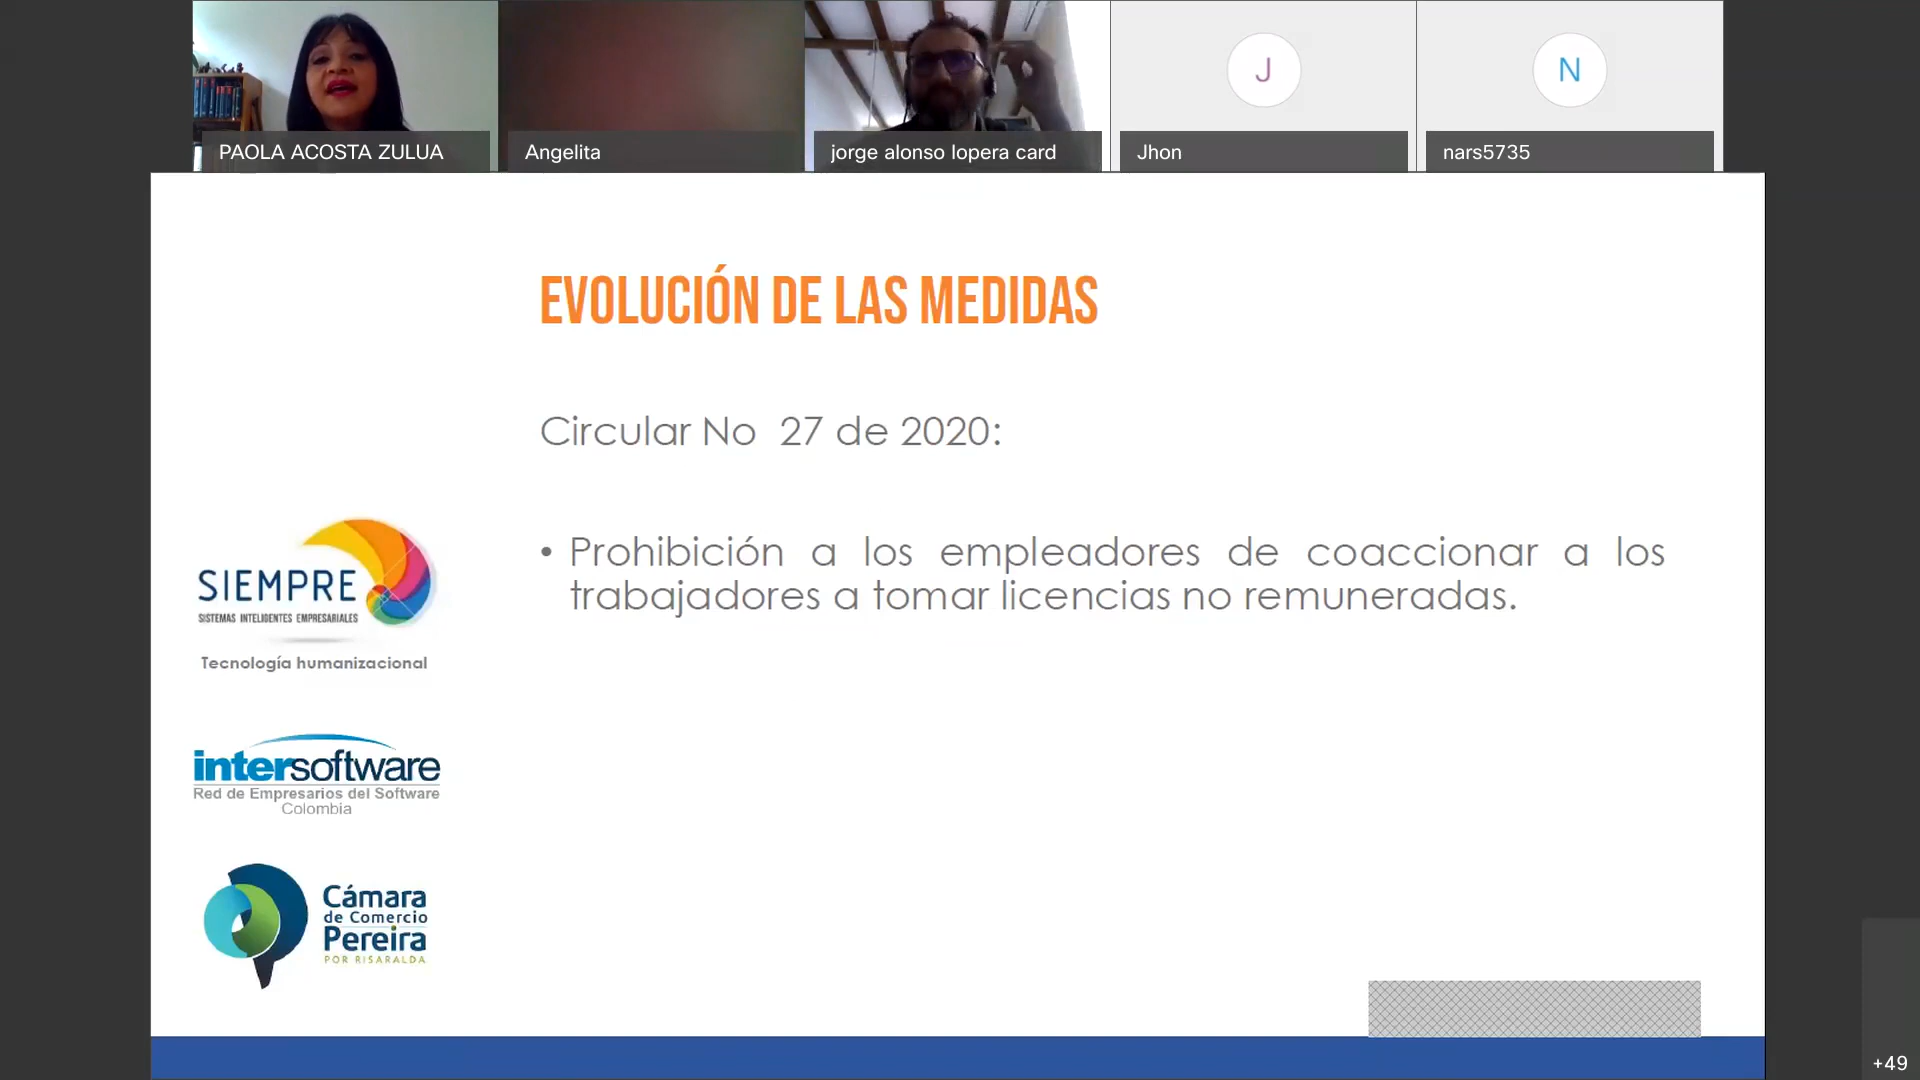 PAOLA ACOSTA ZULUA
Angelita
jorge alonso lopera card
J
Jhon
N
nars5735
EVOLUCIÓN DE LAS MEDIDAS
Circular No 27 de 2020:
• Prohibición a los empleadores de coaccionar a los
trabajadores a tomar licencias no remuneradas.
SIEMPRE
SISTEMAS INTELIGENTES EMPRESARIALES
Tecnología humanizacional
intersoftware
Red de Empresarios del Software
Colombia
Cámara
de Comercio
Pereira
POR RISARALDA
+49